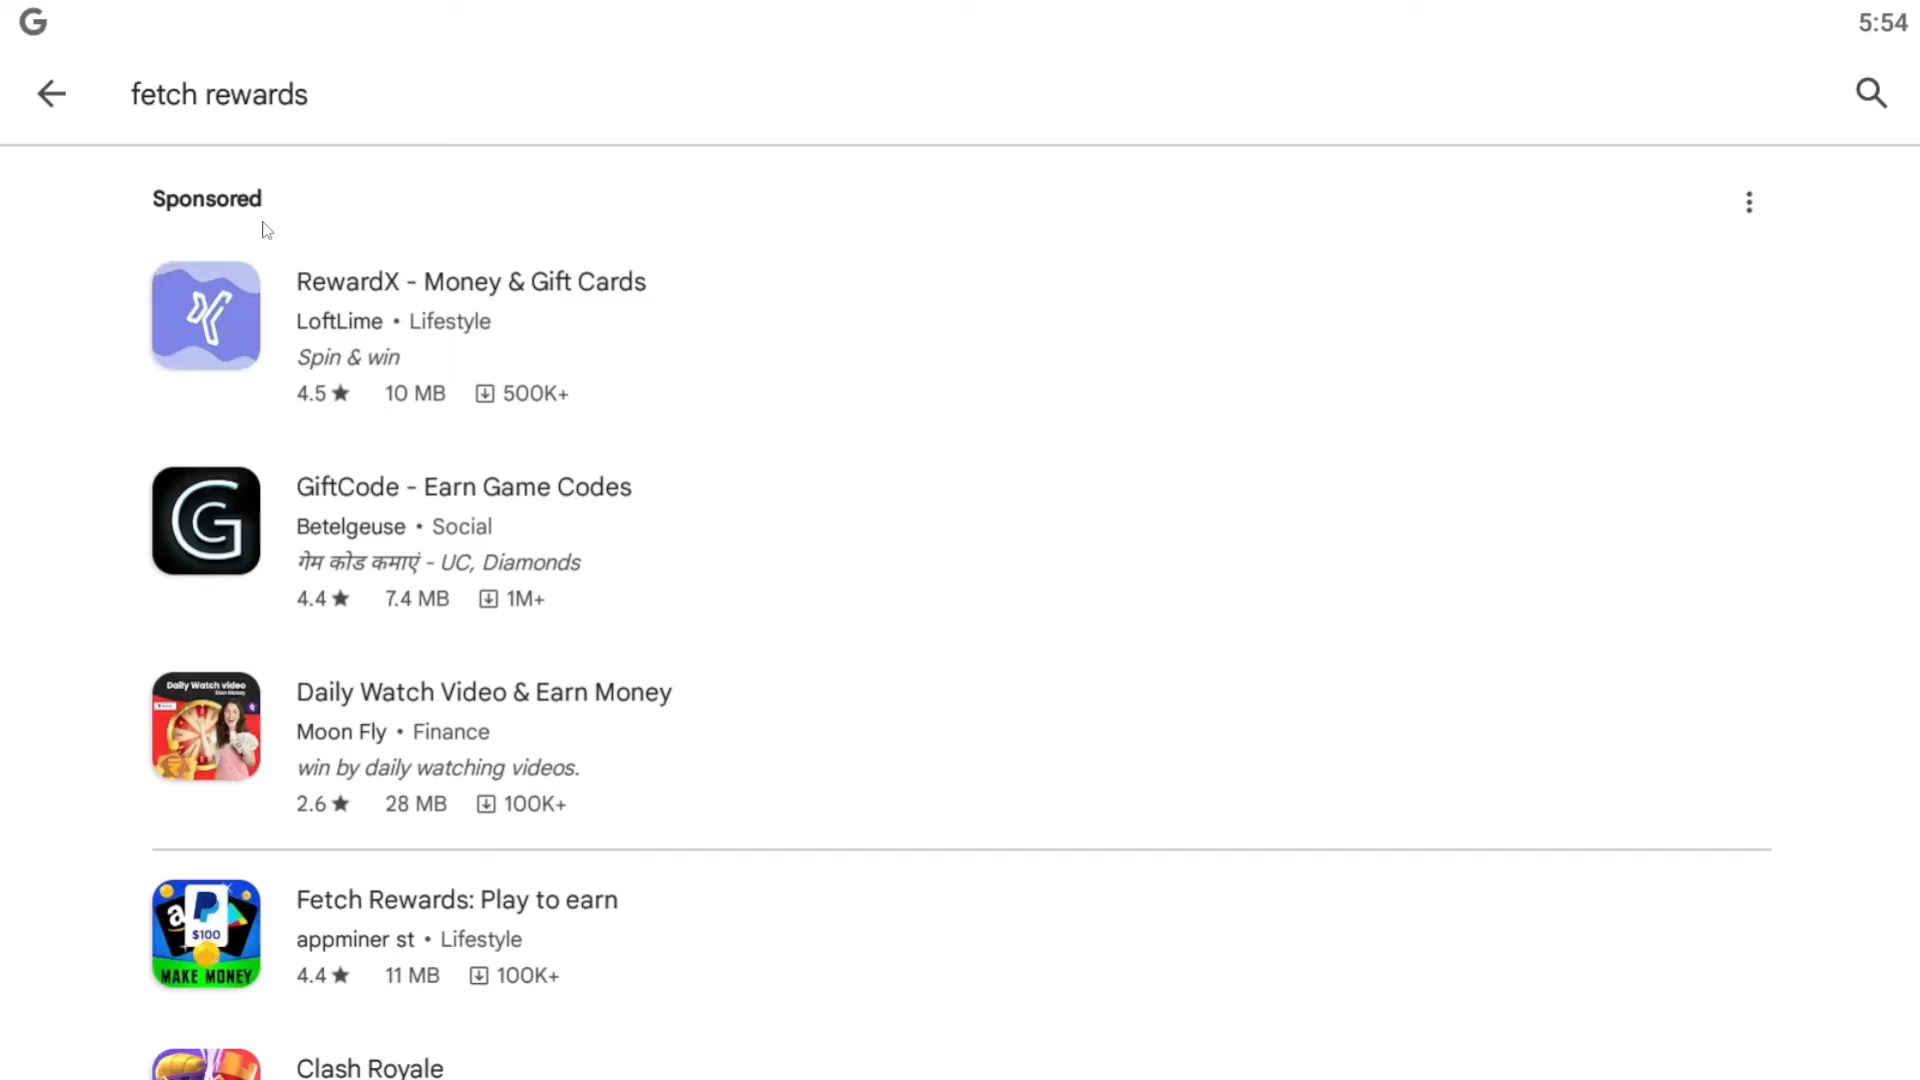 G 5:54
fetch rewards
Sponsored
RewardX - Money & Gift Cards
LoftLime • Lifestyle
Spin & win
4.5★ 10 MB 500K+
G
GiftCode - Earn Game Codes
Betelgeuse • Social
गेम कोड कमाएं - UC, Diamonds
4.4★ 7.4 MB 1M+
Daily Watch video
Earn Money
Daily Watch Video & Earn Money
Moon Fly • Finance
win by daily watching videos.
2.6★ 28 MB 100K+
a
$100
MAKE MONEY
Fetch Rewards: Play to earn
appminer st • Lifestyle
4.4★ 11 MB 100K+
Clash Royale